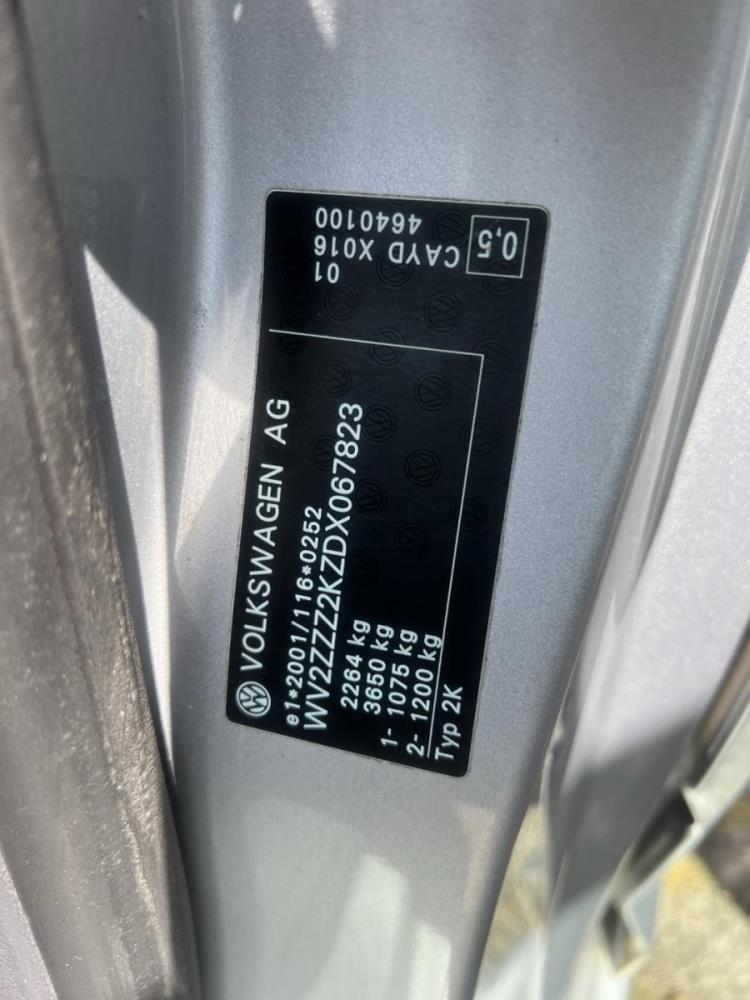 VOLKSWAGEN AG
e1*2001/116*0252
WV2ZZZ2KZDX067823
2264 kg
3650 kg
1- 1075 kg
2- 1200 kg
Typ 2K
01
4640100
CAYD X016
0,5